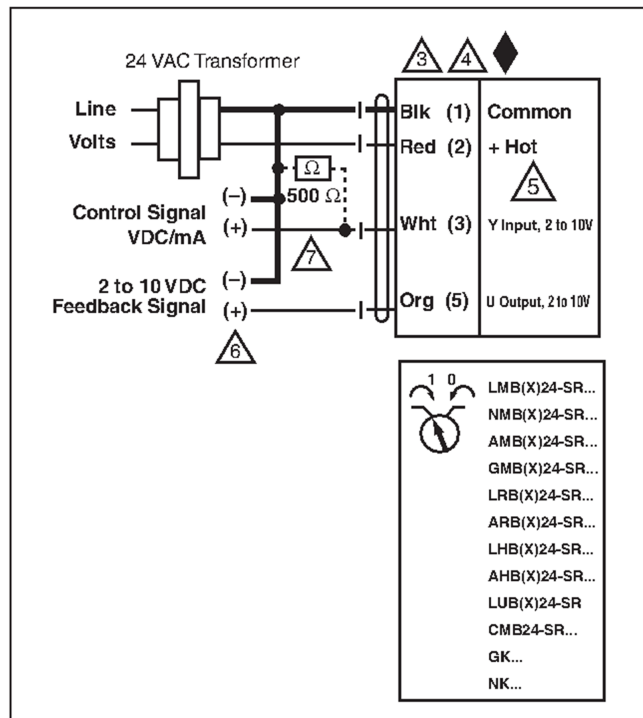 24 VAC Transformer
3 4
Line
Blk (1) Common
Volts
Red (2) + Hot
Ω
5
(–) 500 Ω
Control Signal
VDC/mA (+)
Wht (3) Y Input, 2 to 10V
7
2 to 10 VDC (–)
Feedback Signal (+)
Org (5) U Output, 2 to 10V
6
1 0
LMB(X)24-SR...
NMB(X)24-SR...
AMB(X)24-SR...
GMB(X)24-SR...
LRB(X)24-SR...
ARB(X)24-SR...
LHB(X)24-SR...
AHB(X)24-SR...
LUB(X)24-SR
CMB24-SR...
GK...
NK...